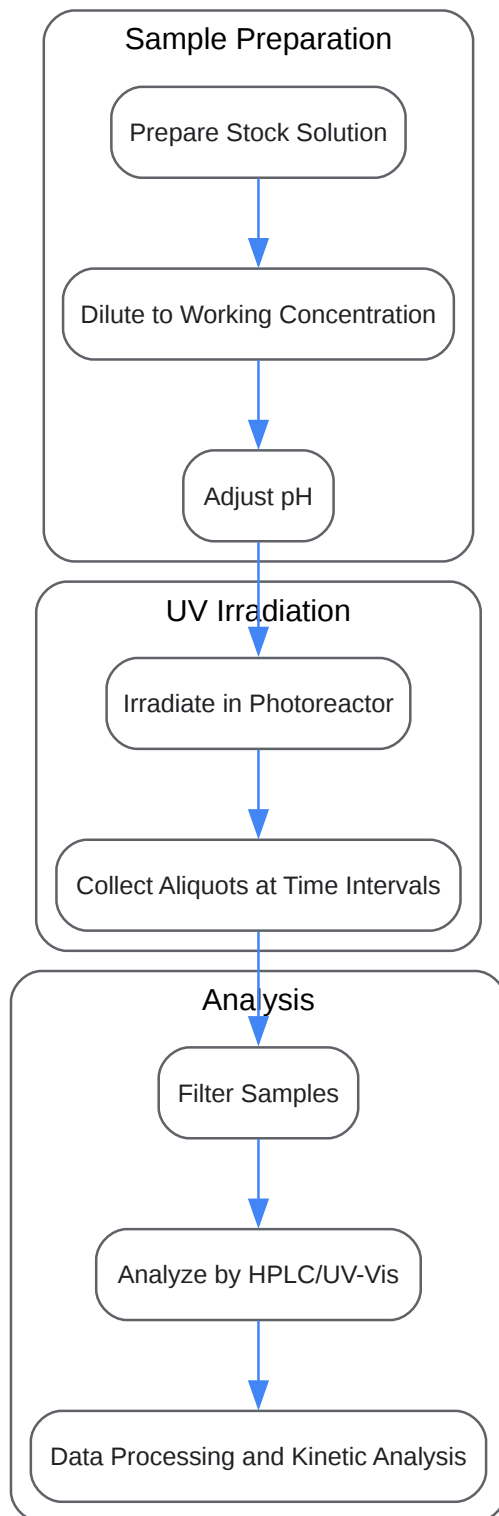 Sample Preparation
Prepare Stock Solution
Dilute to Working Concentration
Adjust pH
UV Irradiation
Irradiate in Photoreactor
Collect Aliquots at Time Intervals
Analysis
Filter Samples
Analyze by HPLC/UV-Vis
Data Processing and Kinetic Analysis